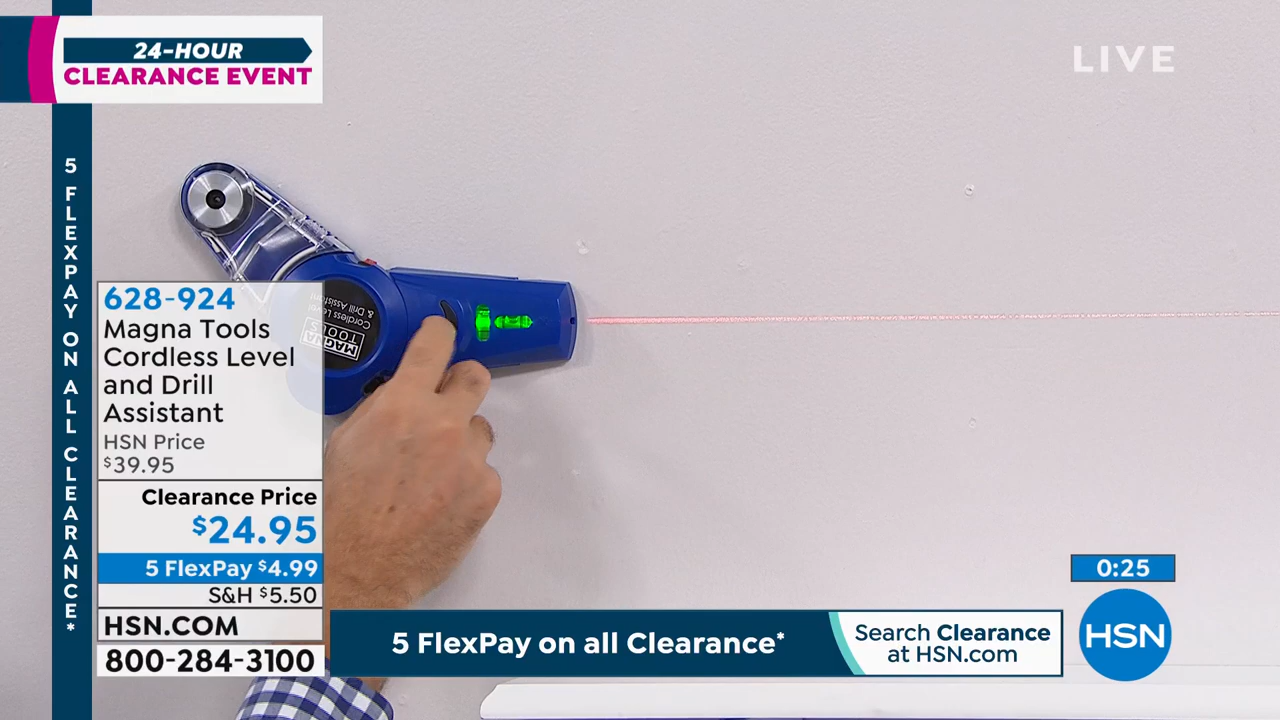 24-HOUR
CLEARANCE EVENT
LIVE
5 FLEXPAY ON ALL CLEARANCE*
628-924
Magna Tools
Cordless Level
and Drill
Assistant
HSN Price
$39.95
Clearance Price
$24.95
5 FlexPay $4.99
S&H $5.50
HSN.COM
800-284-3100
Cordless Level
& Drill Assistant
MAGNA
TOOLS
5 FlexPay on all Clearance*
Search Clearance
at HSN.com
0:25
HSN